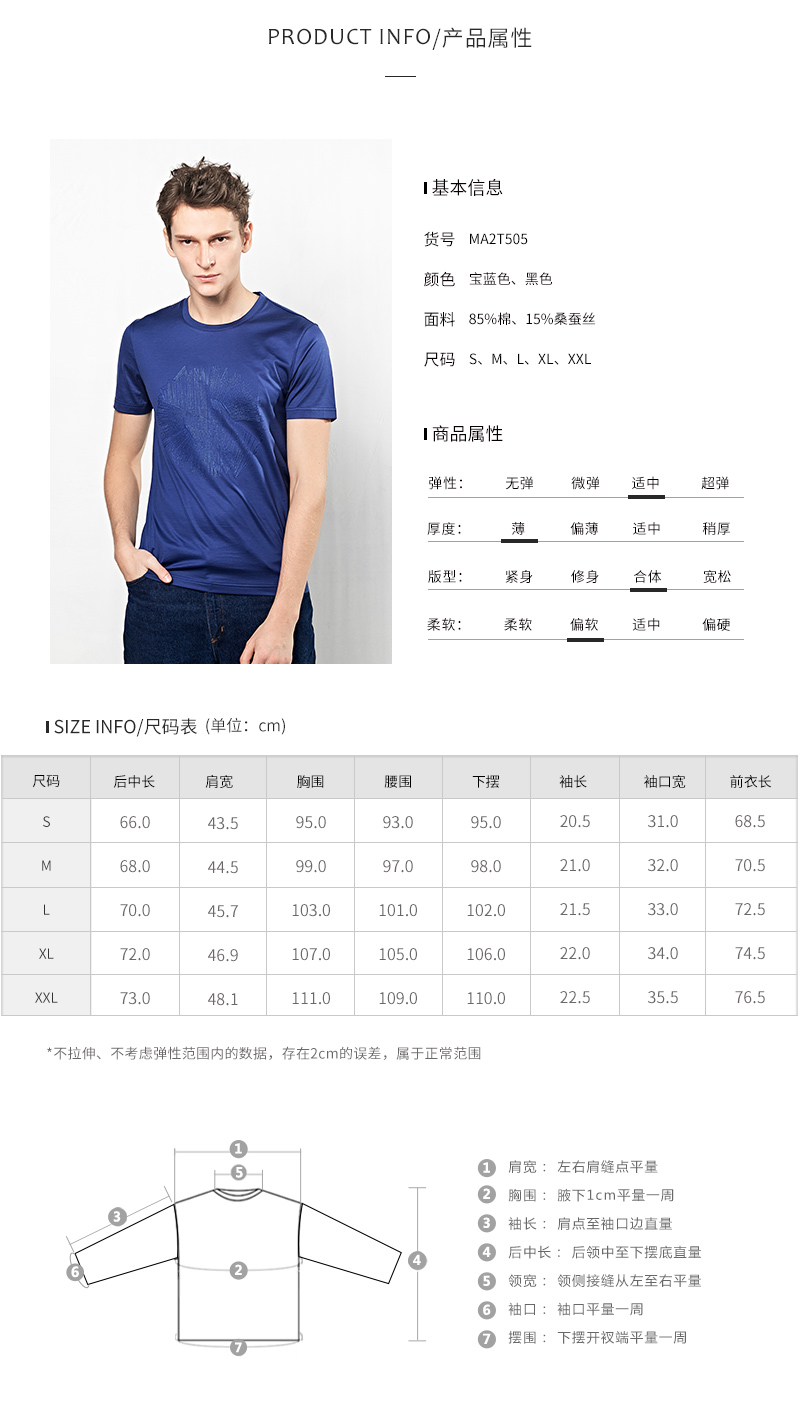 PRODUCT INFO/产品属性
基本信息
货号 MA2T505
颜色 宝蓝色、黑色
面料 85%棉、15%桑蚕丝
尺码 S、M、L、XL、XXL
商品属性
弹性: 无弹 微弹 适中 超弹
厚度: 薄 偏薄 适中 稍厚
版型: 紧身 修身 合体 宽松
柔软: 柔软 偏软 适中 偏硬
SIZE INFO/尺码表 (单位: cm)
尺码 后中长 肩宽 胸围 腰围 下摆 袖长 袖口宽 前衣长
S 66.0 43.5 95.0 93.0 95.0 20.5 31.0 68.5
M 68.0 44.5 99.0 97.0 98.0 21.0 32.0 70.5
L 70.0 45.7 103.0 101.0 102.0 21.5 33.0 72.5
XL 72.0 46.9 107.0 105.0 106.0 22.0 34.0 74.5
XXL 73.0 48.1 111.0 109.0 110.0 22.5 35.5 76.5
*不拉伸、不考虑弹性范围内的数据，存在2cm的误差，属于正常范围
1
5
3
4
6
2
7
1 肩宽： 左右肩缝点平量
2 胸围： 腋下1cm平量一周
3 袖长： 肩点至袖口边直量
4 后中长： 后领中至下摆底直量
5 领宽： 领侧接缝从左至右平量
6 袖口： 袖口平量一周
7 摆围： 下摆开衩端平量一周